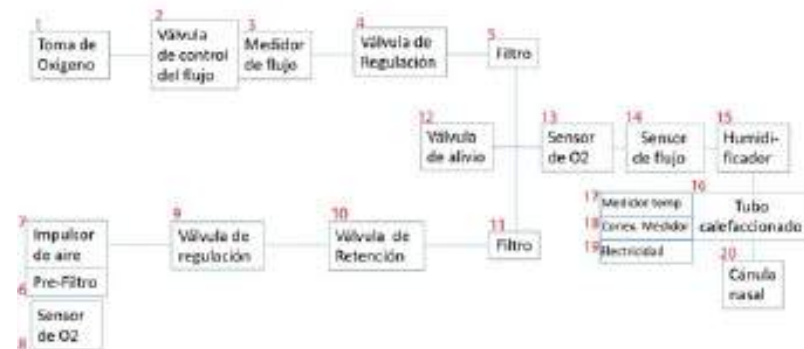 1
Toma de
Oxigeno
2
Válvula
de control
del flujo
3
Medidor
de flujo
4
Válvula de
Regulación
5
Filtro
12
Válvula
de alivio
13
Sensor
de O2
14
Sensor
de flujo
15
Humidi-
ficador
16
Tubo
calefaccionado
17 Medidor temp
18 Conex. Medidor
19 Electricidad
20
Cánula
nasal
7
Impulsor
de aire
6
Pre-Filtro
8
Sensor
de O2
9
Válvula de
regulación
10
Válvula de
Retención
11
Filtro